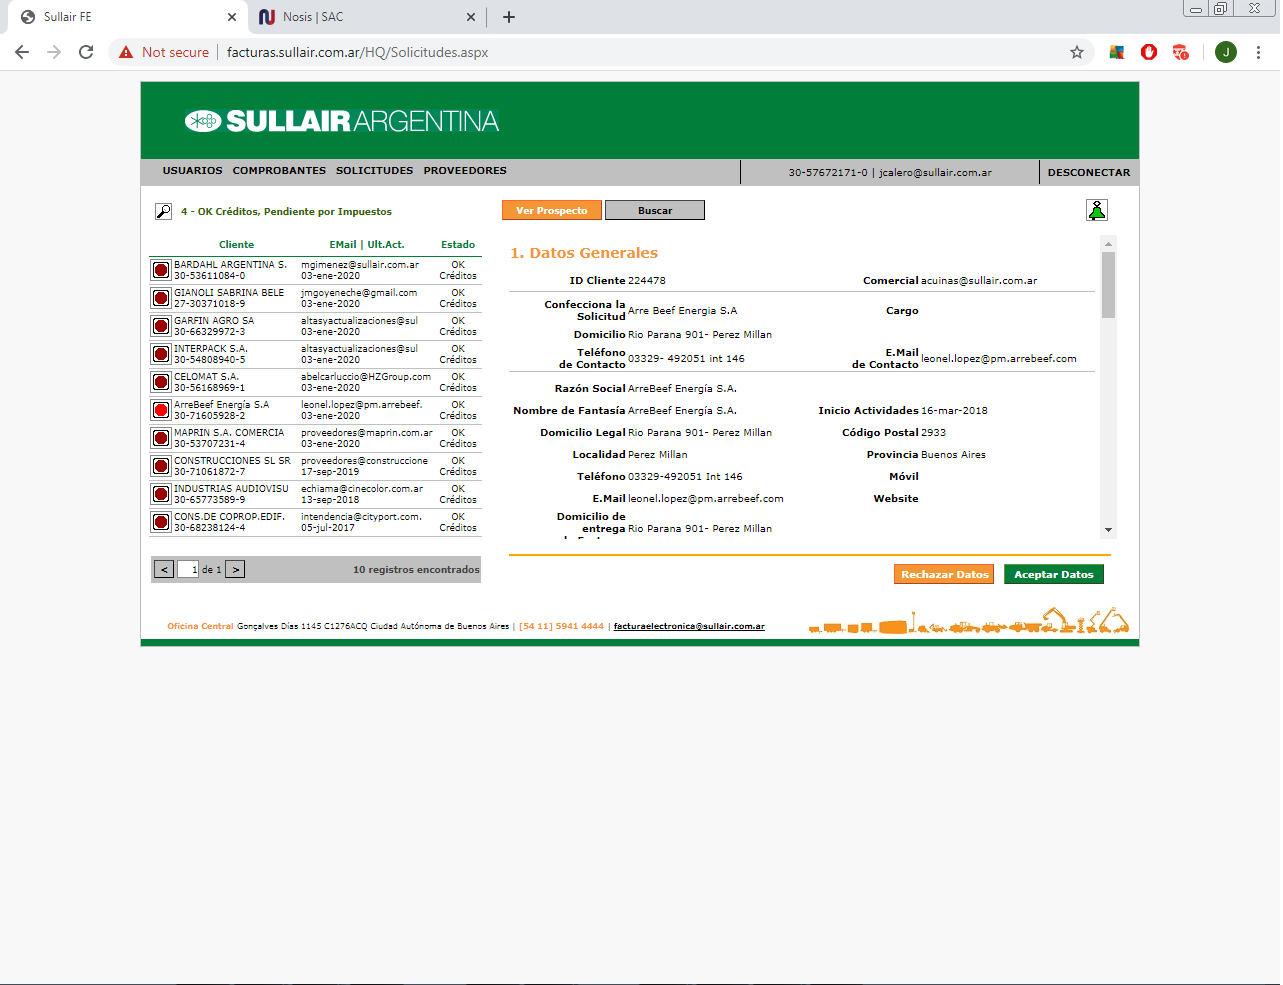 Sullair FE
Nosis | SAC
Not secure
facturas.sullair.com.ar/HQ/Solicitudes.aspx
J
SULLAIR ARGENTINA
USUARIOS COMPROBANTES SOLICITUDES PROVEEDORES
30-57672171-0 | jcalero@sullair.com.ar
DESCONECTAR
4 - OK Créditos, Pendiente por Impuestos
Cliente EMail | Ult.Act. Estado
BARDAHL ARGENTINA S. mgimenez@sullair.com.ar OK
30-53611084-0 03-ene-2020 Créditos
GIANOLI SABRINA BELE jmgoyeneche@gmail.com OK
27-30371018-9 03-ene-2020 Créditos
GARFIN AGRO SA altasyactualizaciones@sul OK
30-66329972-3 03-ene-2020 Créditos
INTERPACK S.A. altasyactualizaciones@sul OK
30-54808940-5 03-ene-2020 Créditos
CELOMAT S.A. abelcarluccio@HZGroup.com OK
30-56168969-1 03-ene-2020 Créditos
ArreBeef Energía S.A leonel.lopez@pm.arrebeef. OK
30-71605928-2 03-ene-2020 Créditos
MAPRIN S.A. COMERCIA proveedores@maprin.com.ar OK
30-53707231-4 03-ene-2020 Créditos
CONSTRUCCIONES SL SR proveedores@construccione OK
30-71061872-7 17-sep-2019 Créditos
INDUSTRIAS AUDIOVISU echiama@cinecolor.com.ar OK
30-65773589-9 13-sep-2018 Créditos
CONS.DE COPROP.EDIF. intendencia@cityport.com. OK
30-68238124-4 05-jul-2017 Créditos
< 1 de 1 > 10 registros encontrados
Ver Prospecto Buscar
1. Datos Generales
ID Cliente 224478 Comercial acuinas@sullair.com.ar
Confecciona la
Solicitud Arre Beef Energia S.A Cargo
Domicilio Rio Parana 901- Perez Millan
Teléfono E.Mail
de Contacto 03329- 492051 int 146 de Contacto leonel.lopez@pm.arrebeef.com
Razón Social ArreBeef Energía S.A.
Nombre de Fantasía ArreBeef Energía S.A. Inicio Actividades 16-mar-2018
Domicilio Legal Rio Parana 901- Perez Millan Código Postal 2933
Localidad Perez Millan Provincia Buenos Aires
Teléfono 03329-492051 Int 146 Móvil
E.Mail leonel.lopez@pm.arrebeef.com Website
Domicilio de
entrega Rio Parana 901- Perez Millan
Rechazar Datos Aceptar Datos
Oficina Central Gonçalves Días 1145 C1276ACQ Ciudad Autónoma de Buenos Aires | [54 11] 5941 4444 | facturaelectronica@sullair.com.ar